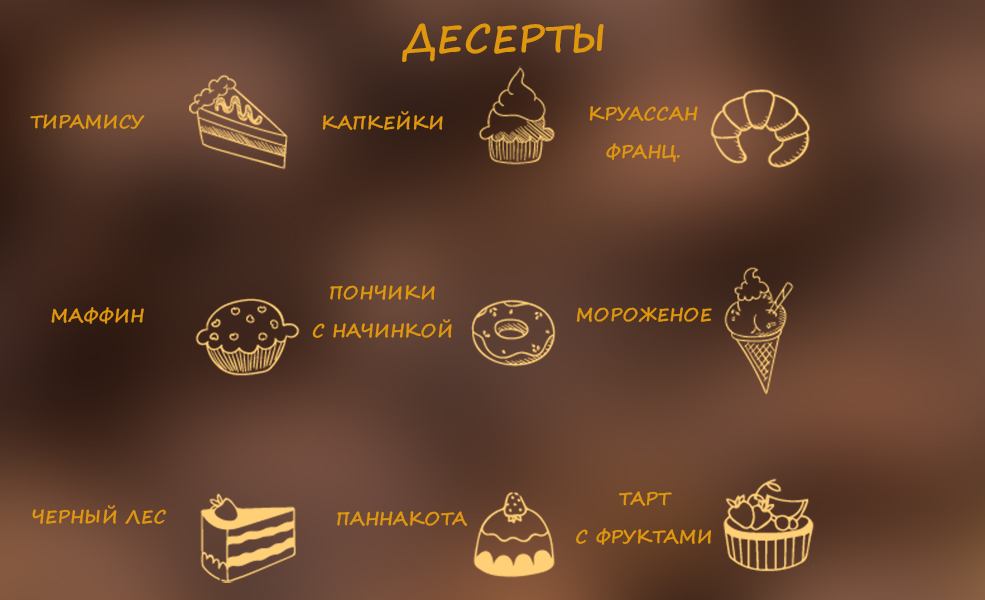 ДЕСЕРТЫ
ТИРАМИСУ
КАПКЕЙКИ
КРУАССАН
ФРАНЦ.
МАФФИН
ПОНЧИКИ
С НАЧИНКОЙ
МОРОЖЕНОЕ
ЧЕРНЫЙ ЛЕС
ПАННАКОТА
ТАРТ
С ФРУКТАМИ